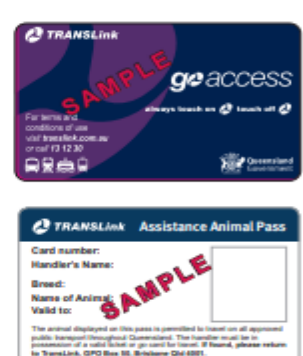 TRANSLink
SAMPLE
go access
always touch on touch off
For terms and
conditions of use
visit translink.com.au
or call 13 12 30
Queensland
Government
TRANSLink Assistance Animal Pass
Card number:
Handler's Name:
SAMPLE
Breed:
Name of Animal:
Valid to:
The animal displayed on this pass is permitted to travel on all approved
public transport throughout Queensland. The handler must be in
possession of a valid ticket or go card for travel. If found, please return
to TransLink, GPO Box 50, Brisbane Qld 4001.